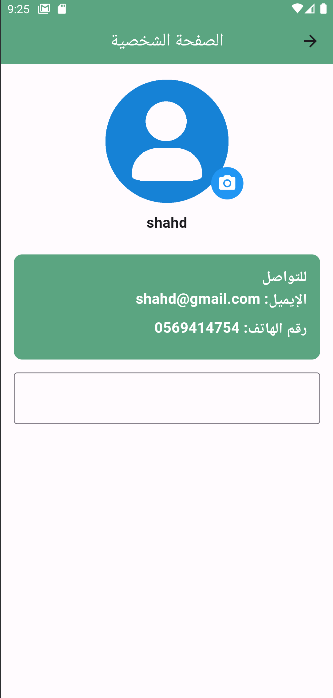 9:25
الصفحة الشخصية
shahd
للتواصل
الإيميل: shahd@gmail.com
رقم الهاتف: 0569414754